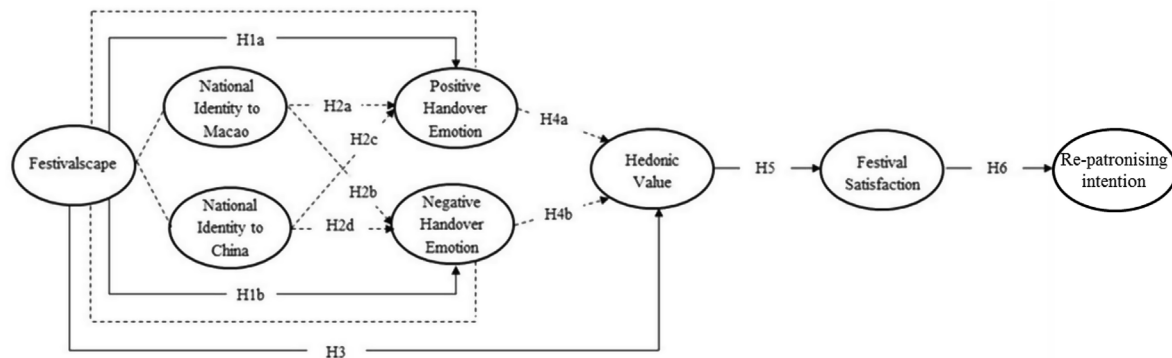 H1a
National
Identity to
Macao
H2a
Positive
Handover
Emotion
H2c
H4a
Festivalscape
Hedonic
Value
H5
Festival
Satisfaction
H6
Re-patronising
intention
H2b
National
Identity to
China
H2d
Negative
Handover
Emotion
H4b
H1b
H3